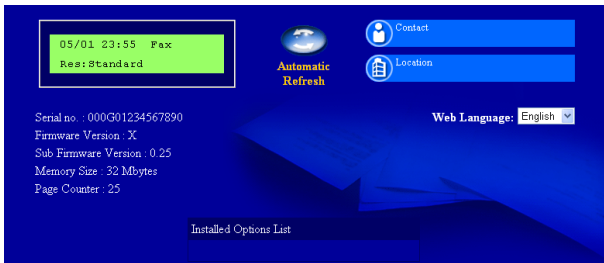 05/01 23:55 Fax
Res:Standard
Automatic
Refresh
Contact
Location
Serial no. : 000G01234567890
Firmware Version : X
Sub Firmware Version : 0.25
Memory Size : 32 Mbytes
Page Counter : 25
Web Language: English
Installed Options List